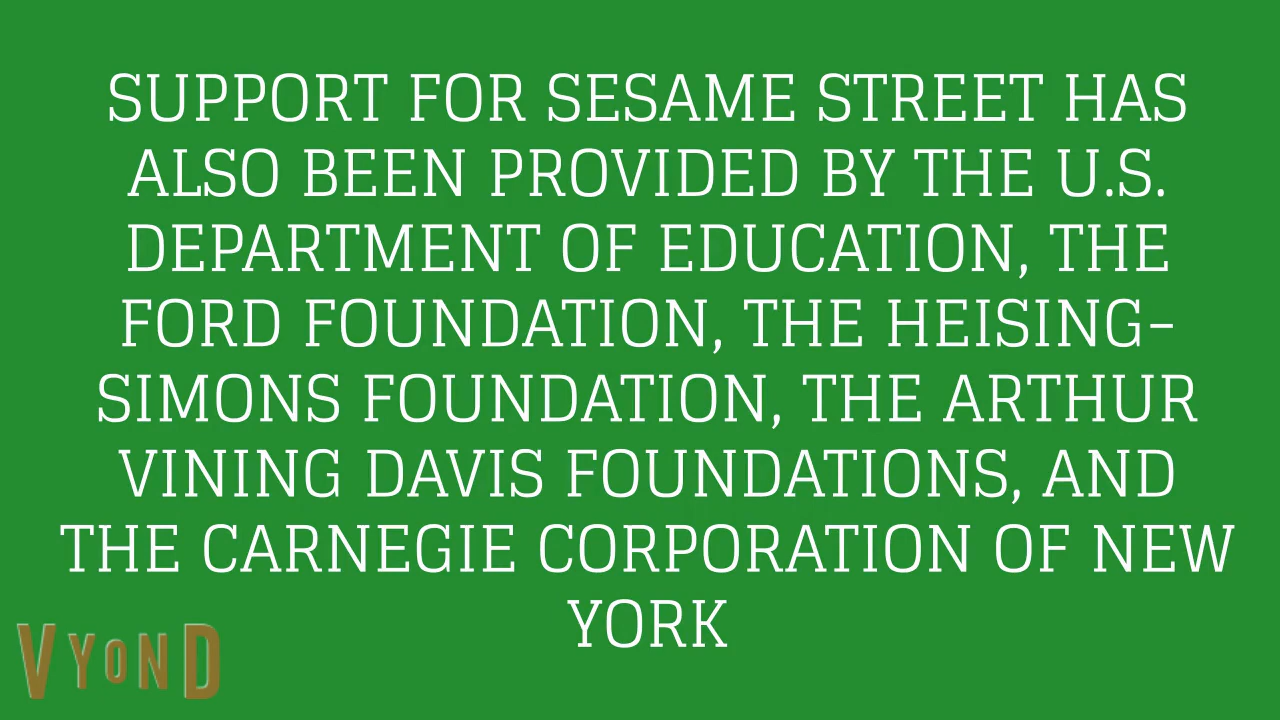 SUPPORT FOR SESAME STREET HAS
ALSO BEEN PROVIDED BY THE U.S.
DEPARTMENT OF EDUCATION, THE
FORD FOUNDATION, THE HEISING-
SIMONS FOUNDATION, THE ARTHUR
VINING DAVIS FOUNDATIONS, AND
THE CARNEGIE CORPORATION OF NEW
YORK
VYOND